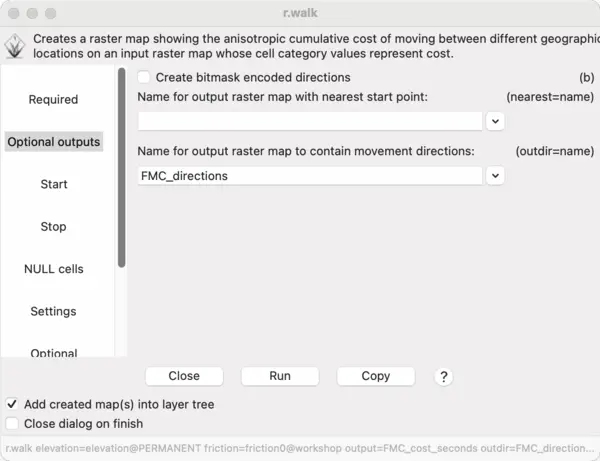 r.walk
Creates a raster map showing the anisotropic cumulative cost of moving between different geographic
locations on an input raster map whose cell category values represent cost.
Required
Optional outputs
Start
Stop
NULL cells
Settings
Optional
Create bitmask encoded directions (b)
Name for output raster map with nearest start point: (nearest=name)
Name for output raster map to contain movement directions: (outdir=name)
FMC_directions
Close Run Copy ?
Add created map(s) into layer tree
Close dialog on finish
r.walk elevation=elevation@PERMANENT friction=friction0@workshop output=FMC_cost_seconds outdir=FMC_direction...